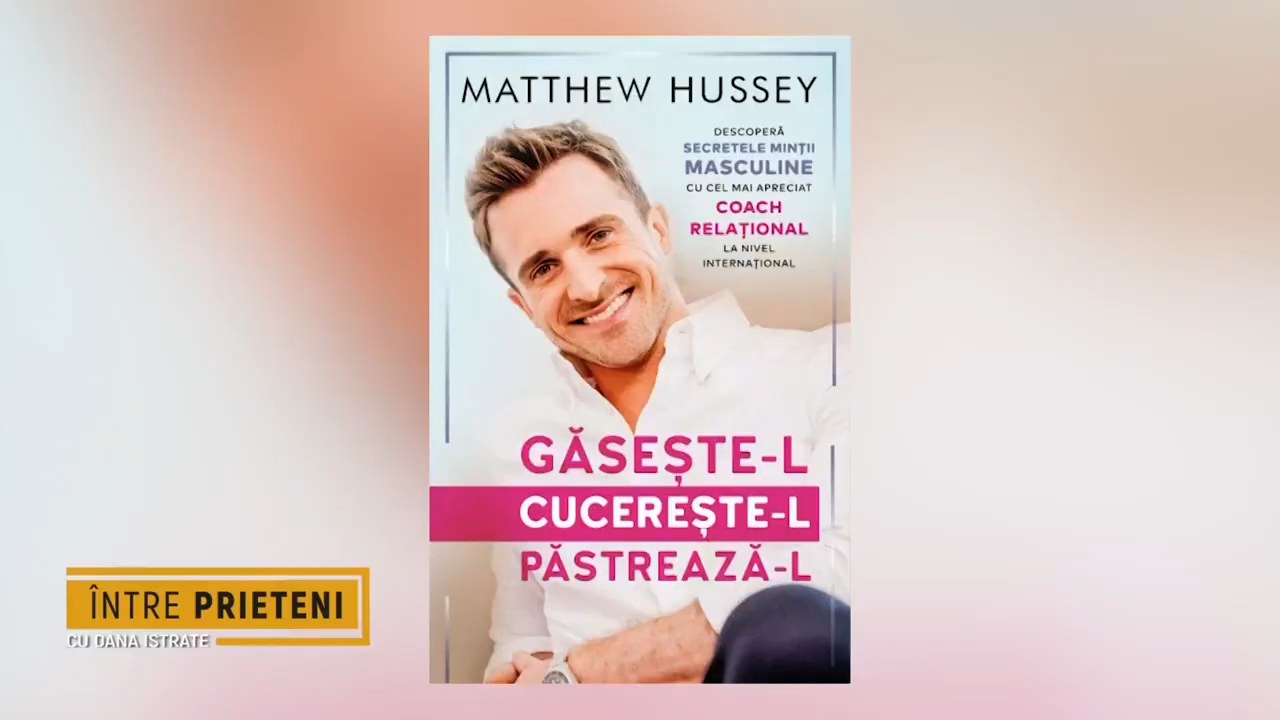 MATTHEW HUSSEY
DESCOPERĂ
SECRETELE MINȚII
MASCULINE
CU CEL MAI APRECIAT
COACH
RELAȚIONAL
LA NIVEL
INTERNAȚIONAL
GĂSEȘTE-L
CUCEREȘTE-L
PĂSTREAZĂ-L
ÎNTRE PRIETENI
CU DANA ISTRATE